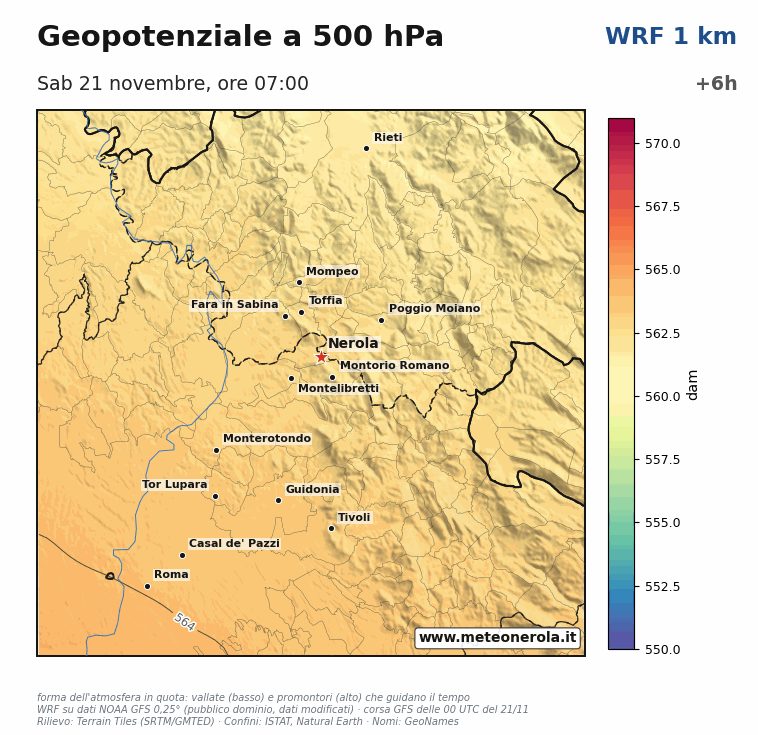 Geopotenziale a 500 hPa
WRF 1 km
Sab 21 novembre, ore 07:00
+6h
Rieti
Mompeo
Fara in Sabina
Toffia
Poggio Moiano
Nerola
Montorio Romano
Montelibretti
Monterotondo
Tor Lupara
Guidonia
Tivoli
Casal de' Pazzi
Roma
564
www.meteonerola.it
570.0
567.5
565.0
562.5
560.0
557.5
555.0
552.5
550.0
dam
forma dell'atmosfera in quota: vallate (basso) e promontori (alto) che guidano il tempo
WRF su dati NOAA GFS 0,25° (pubblico dominio, dati modificati) · corsa GFS delle 00 UTC del 21/11
Rilievo: Terrain Tiles (SRTM/GMTED) · Confini: ISTAT, Natural Earth · Nomi: GeoNames